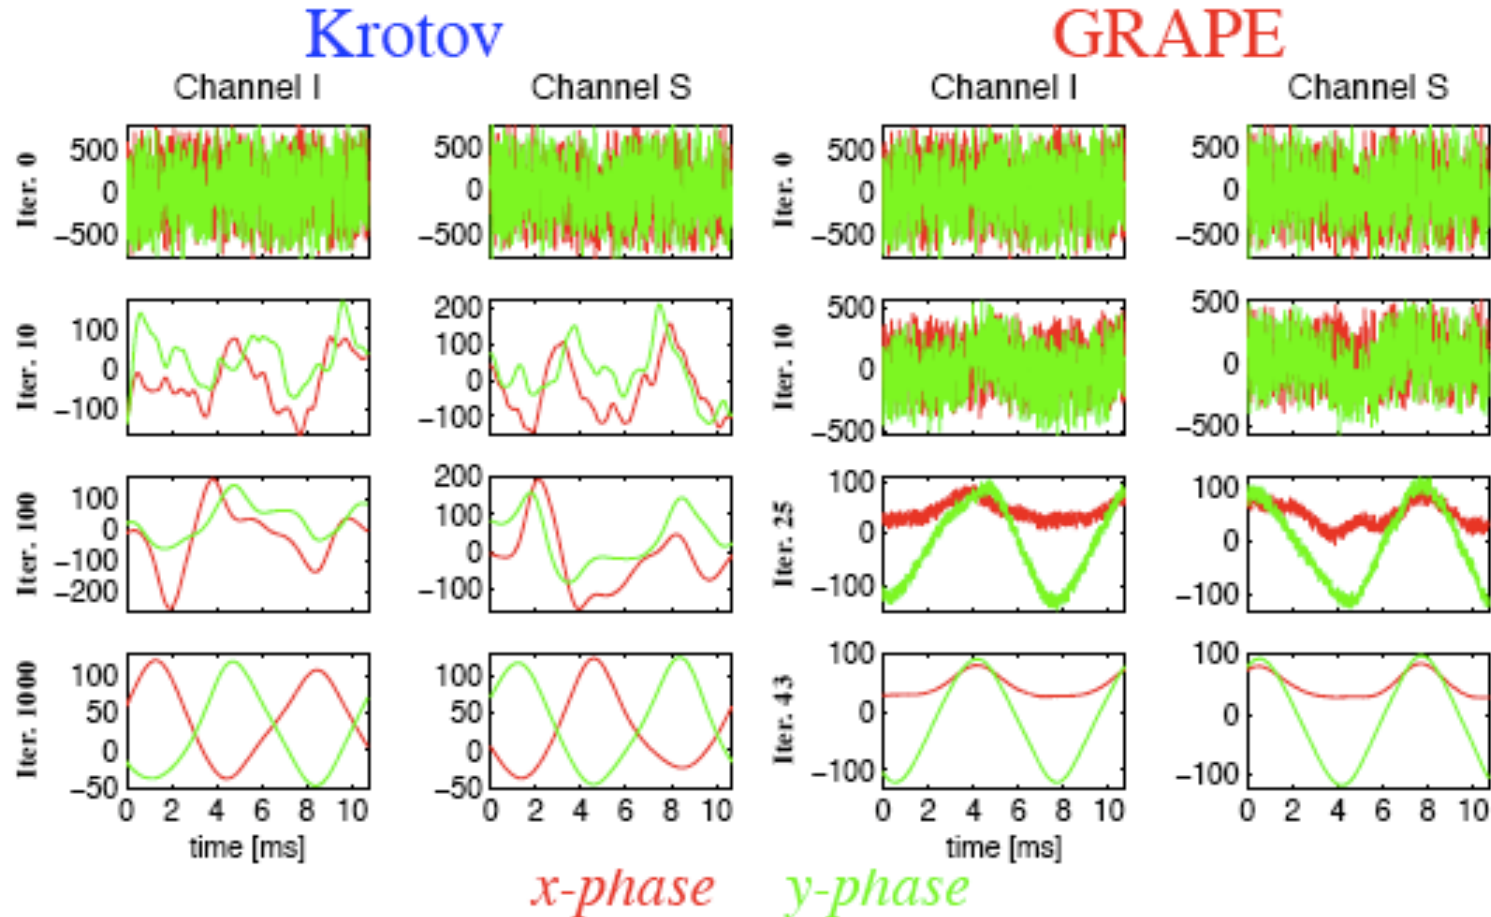 Krotov GRAPE
Channel I Channel S Channel I Channel S
Iter. 0 500 0 −500 500 0 −500 Iter. 0 500 0 −500 500 0 −500
Iter. 10 100 0 −100 200 100 0 −100 Iter. 10 500 0 −500 500 0 −500
Iter. 100 100 0 −100 −200 200 100 0 −100 Iter. 25 100 0 −100 100 0 −100
Iter. 1000 100 50 0 −50 100 50 0 −50 Iter. 43 100 0 −100 100 0 −100
0 2 4 6 8 10 0 2 4 6 8 10 0 2 4 6 8 10 0 2 4 6 8 10
time [ms] time [ms]
x-phase y-phase